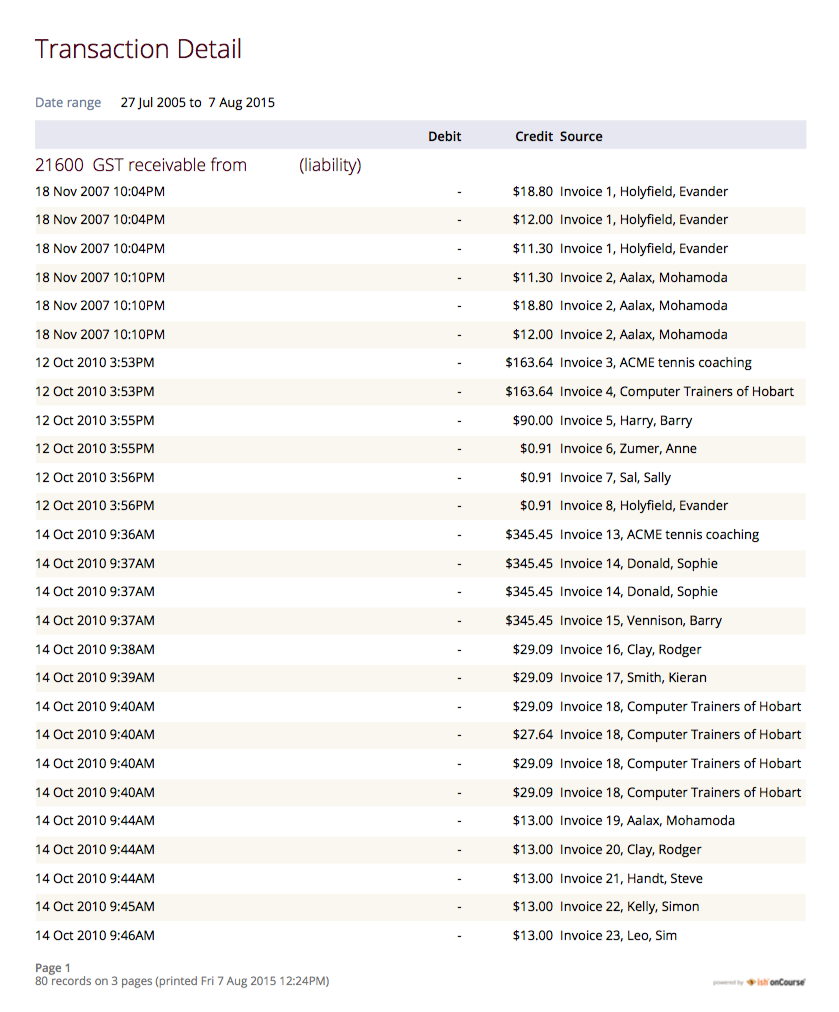 Transaction Detail
Date range 27 Jul 2005 to 7 Aug 2015
Debit Credit Source
21600 GST receivable from (liability)
18 Nov 2007 10:04PM - $18.80 Invoice 1, Holyfield, Evander
18 Nov 2007 10:04PM - $12.00 Invoice 1, Holyfield, Evander
18 Nov 2007 10:04PM - $11.30 Invoice 1, Holyfield, Evander
18 Nov 2007 10:10PM - $11.30 Invoice 2, Aalax, Mohamoda
18 Nov 2007 10:10PM - $18.80 Invoice 2, Aalax, Mohamoda
18 Nov 2007 10:10PM - $12.00 Invoice 2, Aalax, Mohamoda
12 Oct 2010 3:53PM - $163.64 Invoice 3, ACME tennis coaching
12 Oct 2010 3:53PM - $163.64 Invoice 4, Computer Trainers of Hobart
12 Oct 2010 3:55PM - $90.00 Invoice 5, Harry, Barry
12 Oct 2010 3:55PM - $0.91 Invoice 6, Zumer, Anne
12 Oct 2010 3:56PM - $0.91 Invoice 7, Sal, Sally
12 Oct 2010 3:56PM - $0.91 Invoice 8, Holyfield, Evander
14 Oct 2010 9:36AM - $345.45 Invoice 13, ACME tennis coaching
14 Oct 2010 9:37AM - $345.45 Invoice 14, Donald, Sophie
14 Oct 2010 9:37AM - $345.45 Invoice 14, Donald, Sophie
14 Oct 2010 9:37AM - $345.45 Invoice 15, Vennison, Barry
14 Oct 2010 9:38AM - $29.09 Invoice 16, Clay, Rodger
14 Oct 2010 9:39AM - $29.09 Invoice 17, Smith, Kieran
14 Oct 2010 9:40AM - $29.09 Invoice 18, Computer Trainers of Hobart
14 Oct 2010 9:40AM - $27.64 Invoice 18, Computer Trainers of Hobart
14 Oct 2010 9:40AM - $29.09 Invoice 18, Computer Trainers of Hobart
14 Oct 2010 9:40AM - $29.09 Invoice 18, Computer Trainers of Hobart
14 Oct 2010 9:44AM - $13.00 Invoice 19, Aalax, Mohamoda
14 Oct 2010 9:44AM - $13.00 Invoice 20, Clay, Rodger
14 Oct 2010 9:44AM - $13.00 Invoice 21, Handt, Steve
14 Oct 2010 9:45AM - $13.00 Invoice 22, Kelly, Simon
14 Oct 2010 9:46AM - $13.00 Invoice 23, Leo, Sim
Page 1
80 records on 3 pages (printed Fri 7 Aug 2015 12:24PM)
powered by ish onCourse